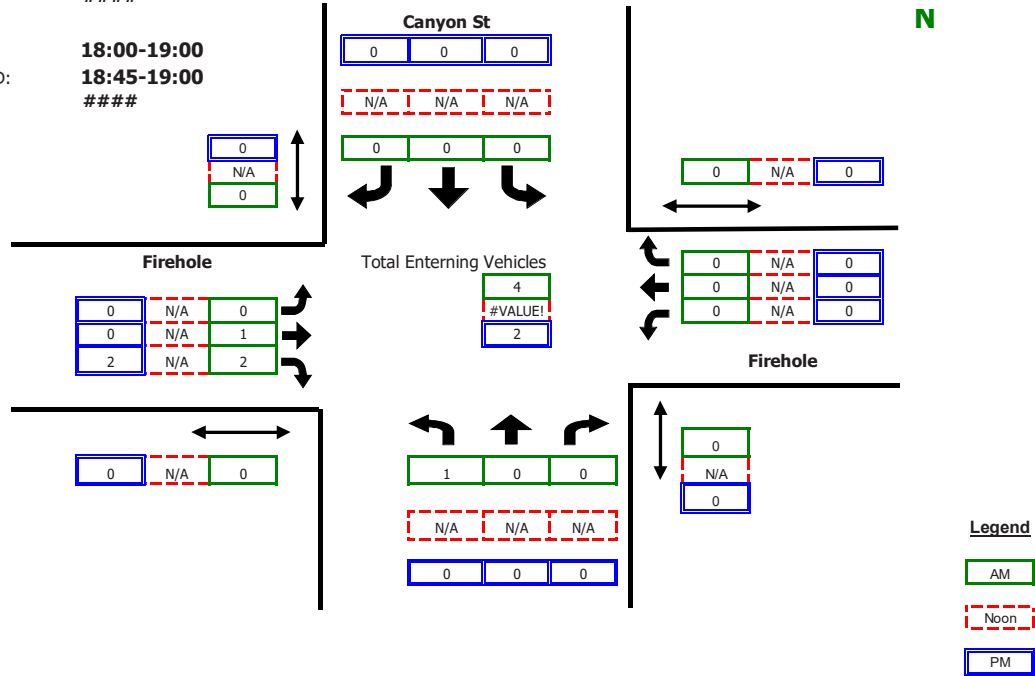 ####
Canyon St
N
18:00-19:00
0 0 0
D:
18:45-19:00
####
N/A N/A N/A
0
N/A
0
0 0 0
0 N/A 0
Firehole
Total Enterning Vehicles
4
#VALUE!
2
0 N/A 0
0 N/A 0
0 N/A 0
0 N/A 0
0 N/A 1
2 N/A 2
Firehole
0 N/A 0
1 0 0
0
N/A
0
N/A N/A N/A
0 0 0
Legend
AM
Noon
PM